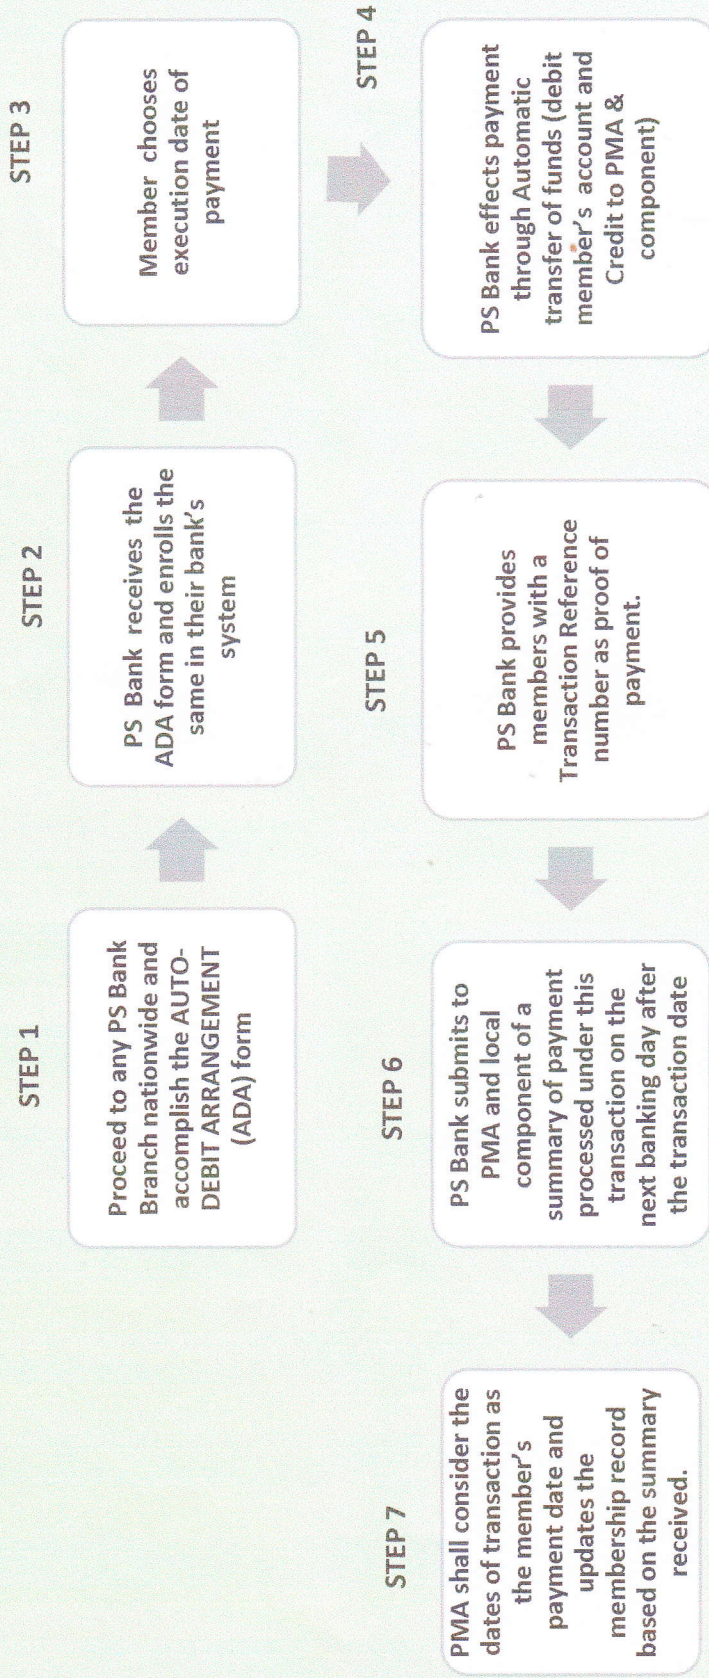 STEP 1
Proceed to any PS Bank
Branch nationwide and
accomplish the AUTO-
DEBIT ARRANGEMENT
(ADA) form
STEP 2
PS Bank receives the
ADA form and enrolls the
same in their bank's
system
STEP 3
Member chooses
execution date of
payment
STEP 4
PS Bank effects payment
through Automatic
transfer of funds (debit
member's account and
Credit to PMA &
component)
STEP 5
PS Bank provides
members with a
Transaction Reference
number as proof of
payment.
STEP 6
PS Bank submits to
PMA and local
component of a
summary of payment
processed under this
transaction on the
next banking day after
the transaction date
STEP 7
PMA shall consider the
dates of transaction as
the member's
payment date and
updates the
membership record
based on the summary
received.